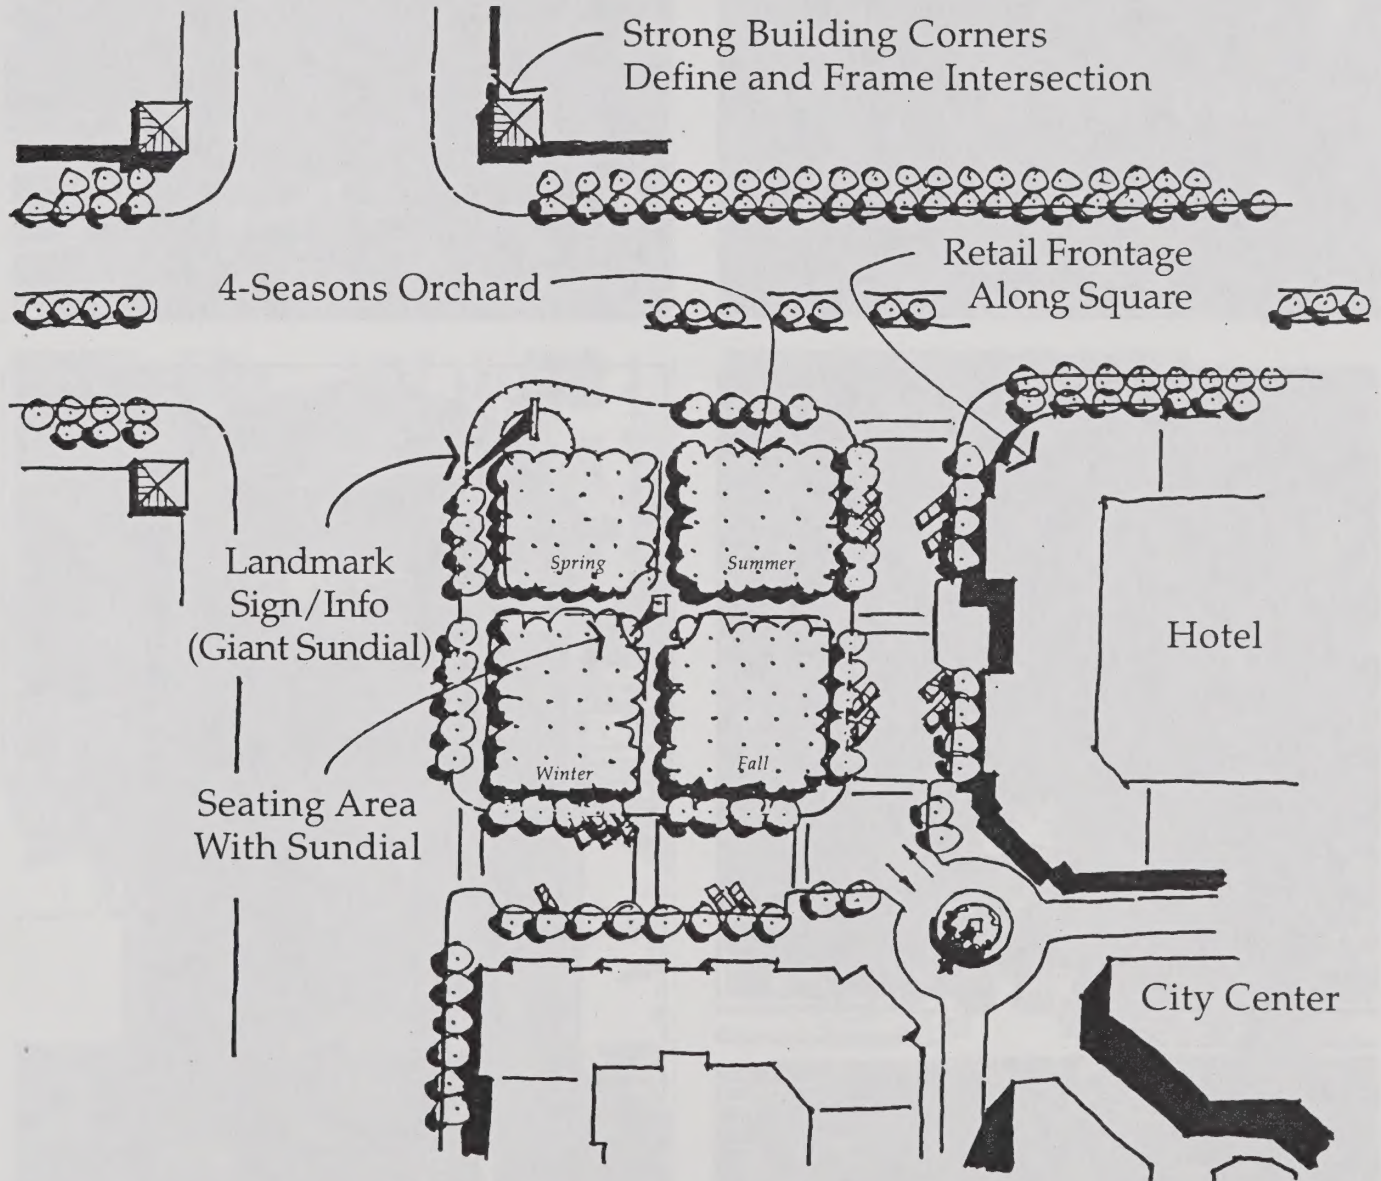 Strong Building Corners
Define and Frame Intersection
Retail Frontage
Along Square
4-Seasons Orchard
Spring
Summer
Landmark
Sign/Info
(Giant Sundial)
Hotel
Winter
Fall
Seating Area
With Sundial
City Center